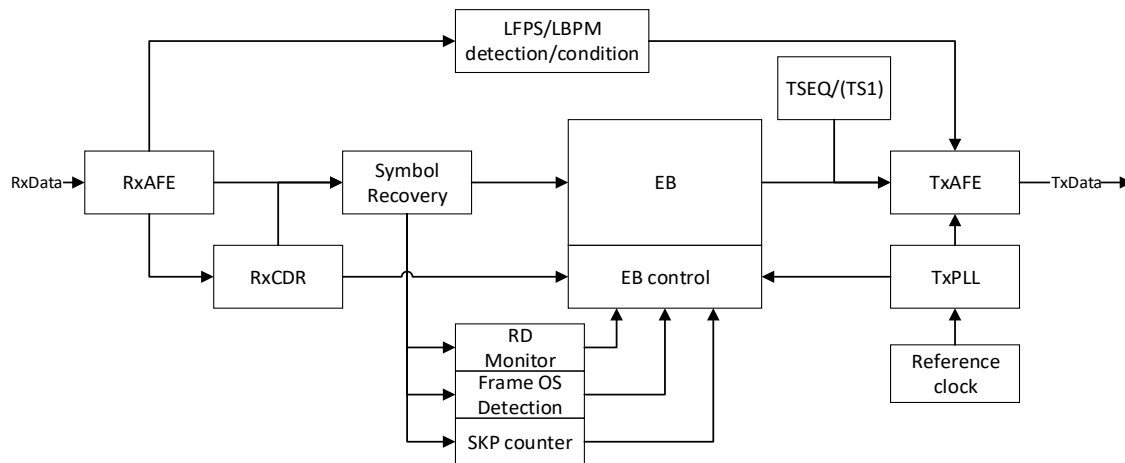 LFPS/LBPM
detection/condition
TSEQ/(TS1)
RxData
RxAFE
Symbol
Recovery
EB
TxAFE
TxData
RxCDR
EB control
TxPLL
RD
Monitor
Frame OS
Detection
SKP counter
Reference
clock